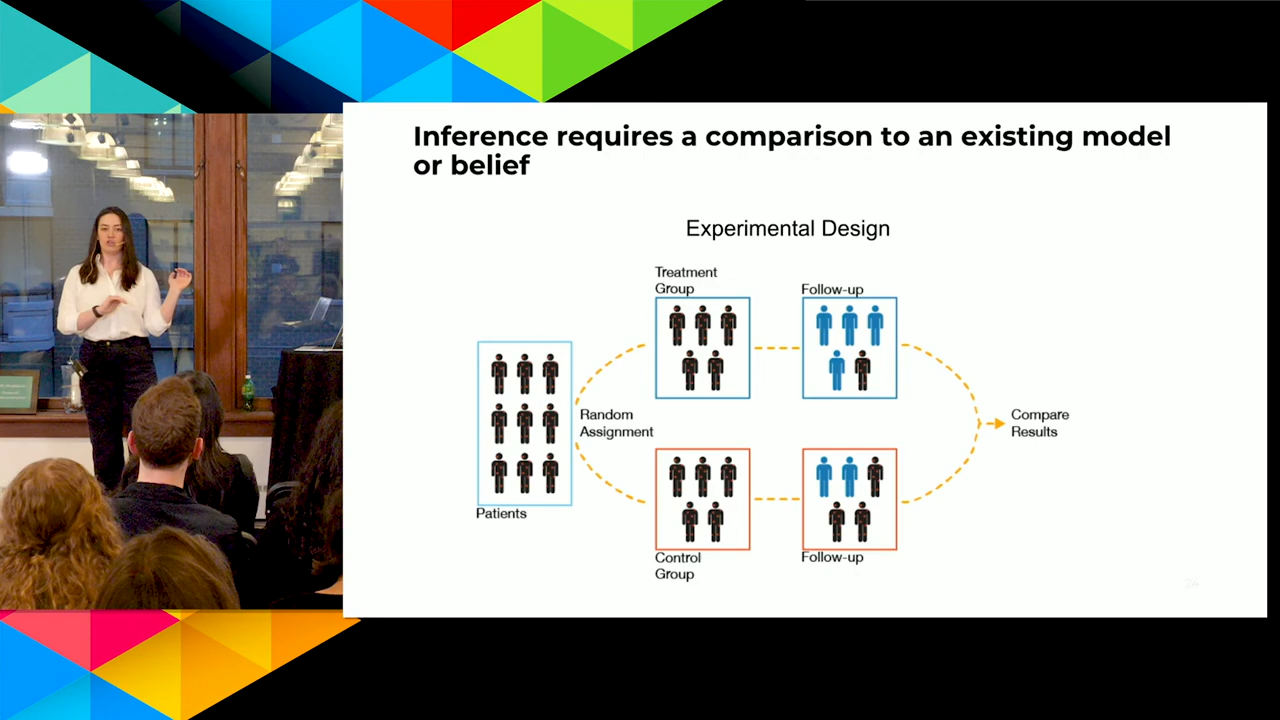 Inference requires a comparison to an existing model
or belief
Experimental Design
Treatment
Group
Follow-up
Random
Assignment
Compare
Results
Patients
Control
Group
Follow-up
24